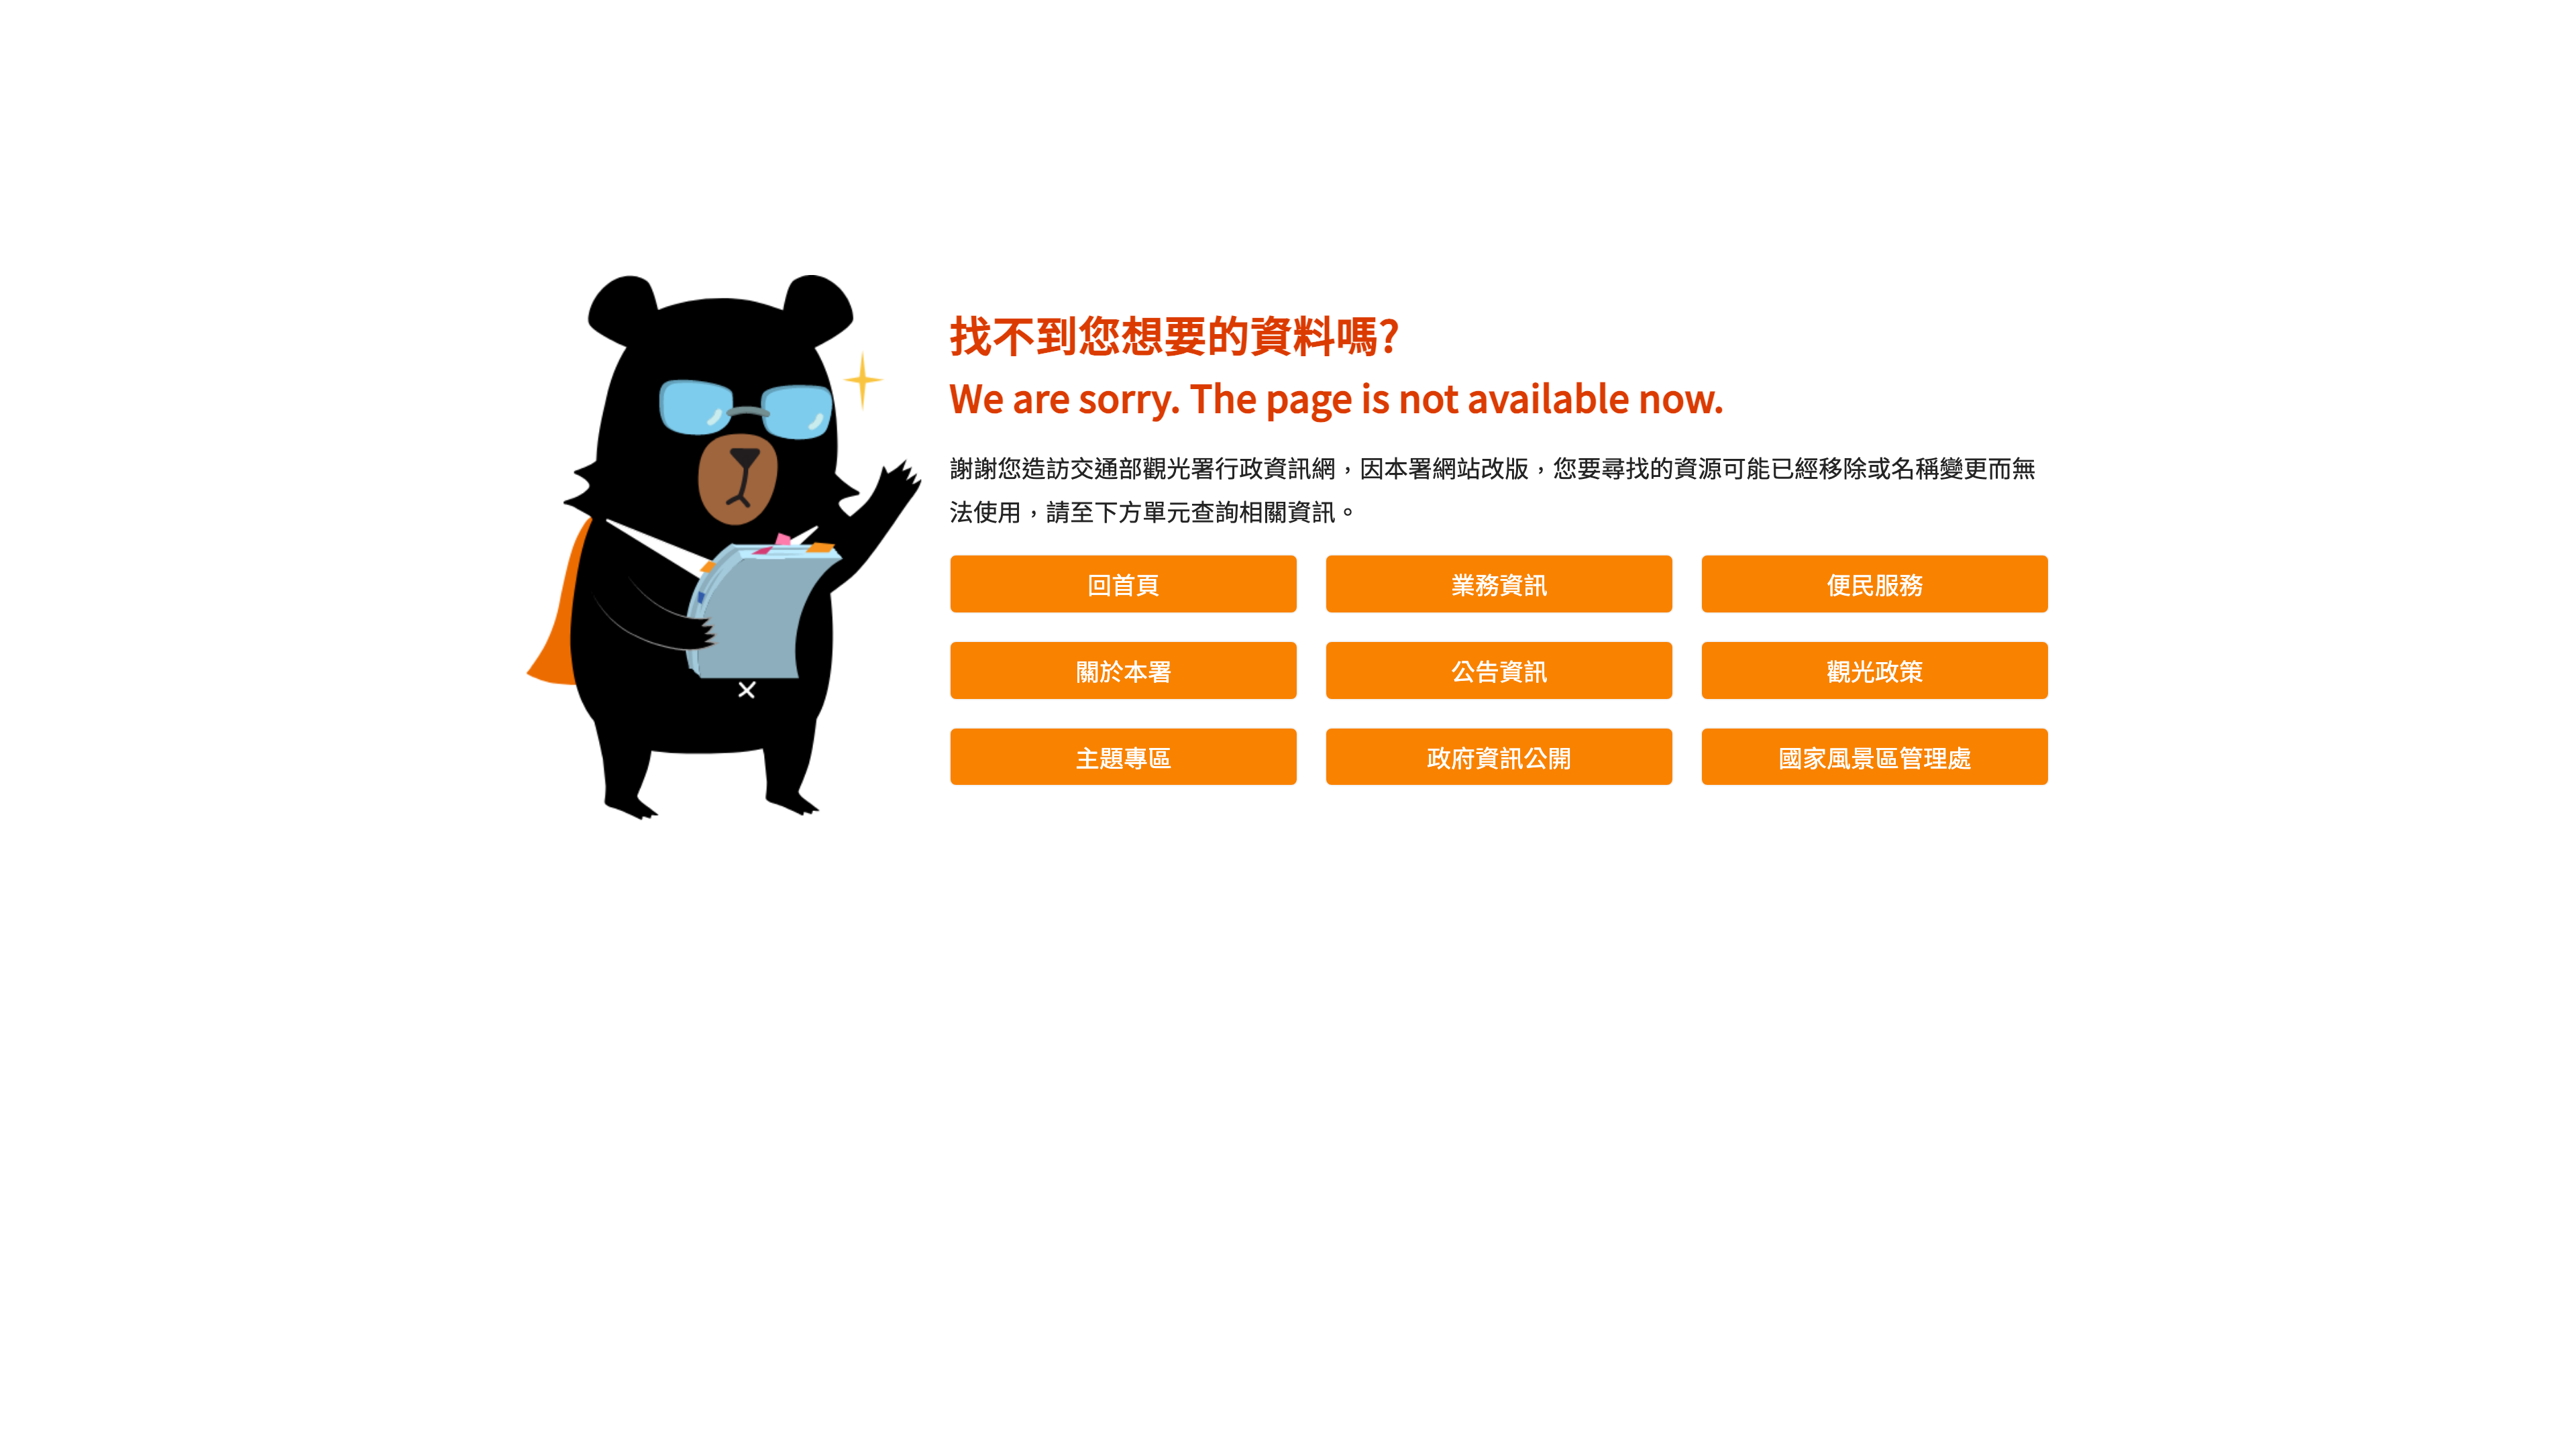 找不到您想要的資料嗎?
We are sorry. The page is not available now.
謝謝您造訪交通部觀光署行政資訊網，因本署網站改版，您要尋找的資源可能已經移除或名稱變更而無
法使用，請至下方單元查詢相關資訊。
回首頁
業務資訊
便民服務
關於本署
公告資訊
觀光政策
主題專區
政府資訊公開
國家風景區管理處